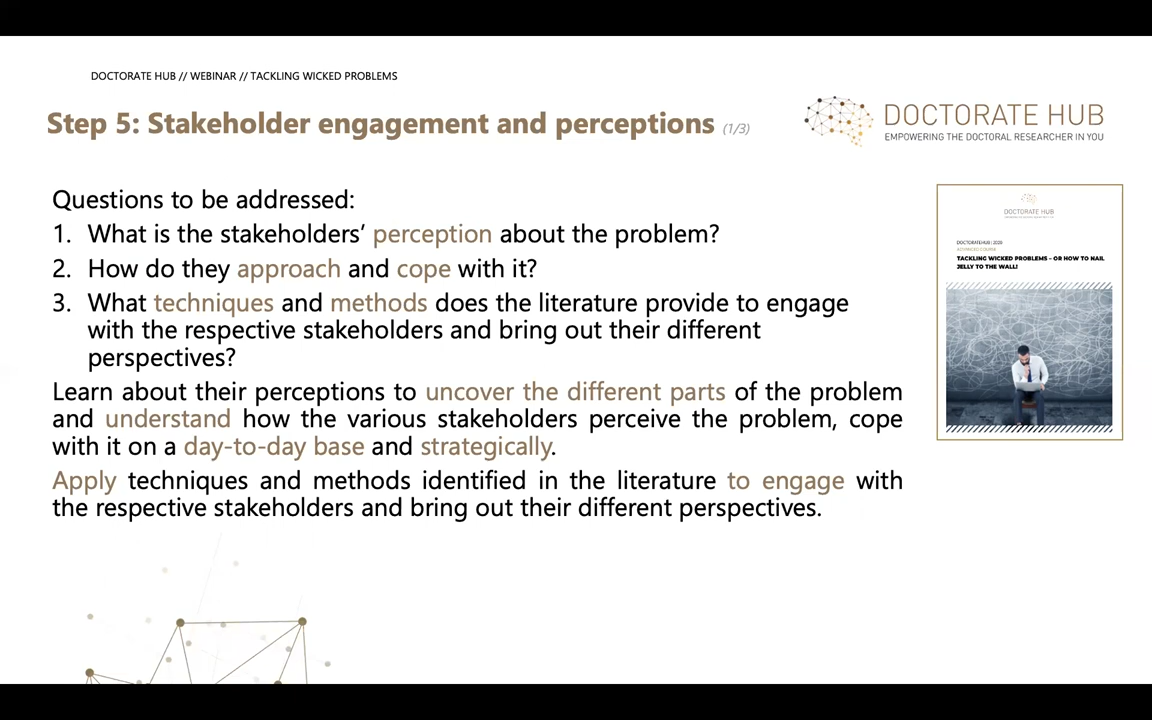 DOCTORATE HUB // WEBINAR // TACKLING WICKED PROBLEMS
Step 5: Stakeholder engagement and perceptions (1/3)
DOCTORATE HUB
EMPOWERING THE DOCTORAL RESEARCHER IN YOU
Questions to be addressed:
1. What is the stakeholders’ perception about the problem?
2. How do they approach and cope with it?
3. What techniques and methods does the literature provide to engage
with the respective stakeholders and bring out their different
perspectives?
Learn about their perceptions to uncover the different parts of the problem
and understand how the various stakeholders perceive the problem, cope
with it on a day-to-day base and strategically.
Apply techniques and methods identified in the literature to engage with
the respective stakeholders and bring out their different perspectives.
DOCTORATE HUB
TACKLING WICKED PROBLEMS – OR HOW TO NAIL
JELLY TO THE WALL!